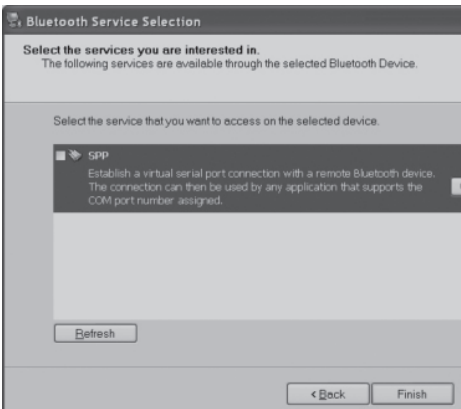 Bluetooth Service Selection
Select the services you are interested in.
The following services are available through the selected Bluetooth Device.
Select the service that you want to access on the selected device.
SPP
Establish a virtual serial port connection with a remote Bluetooth device.
The connection can then be used by any application that supports the
COM port number assigned.
Refresh
< Back
Finish